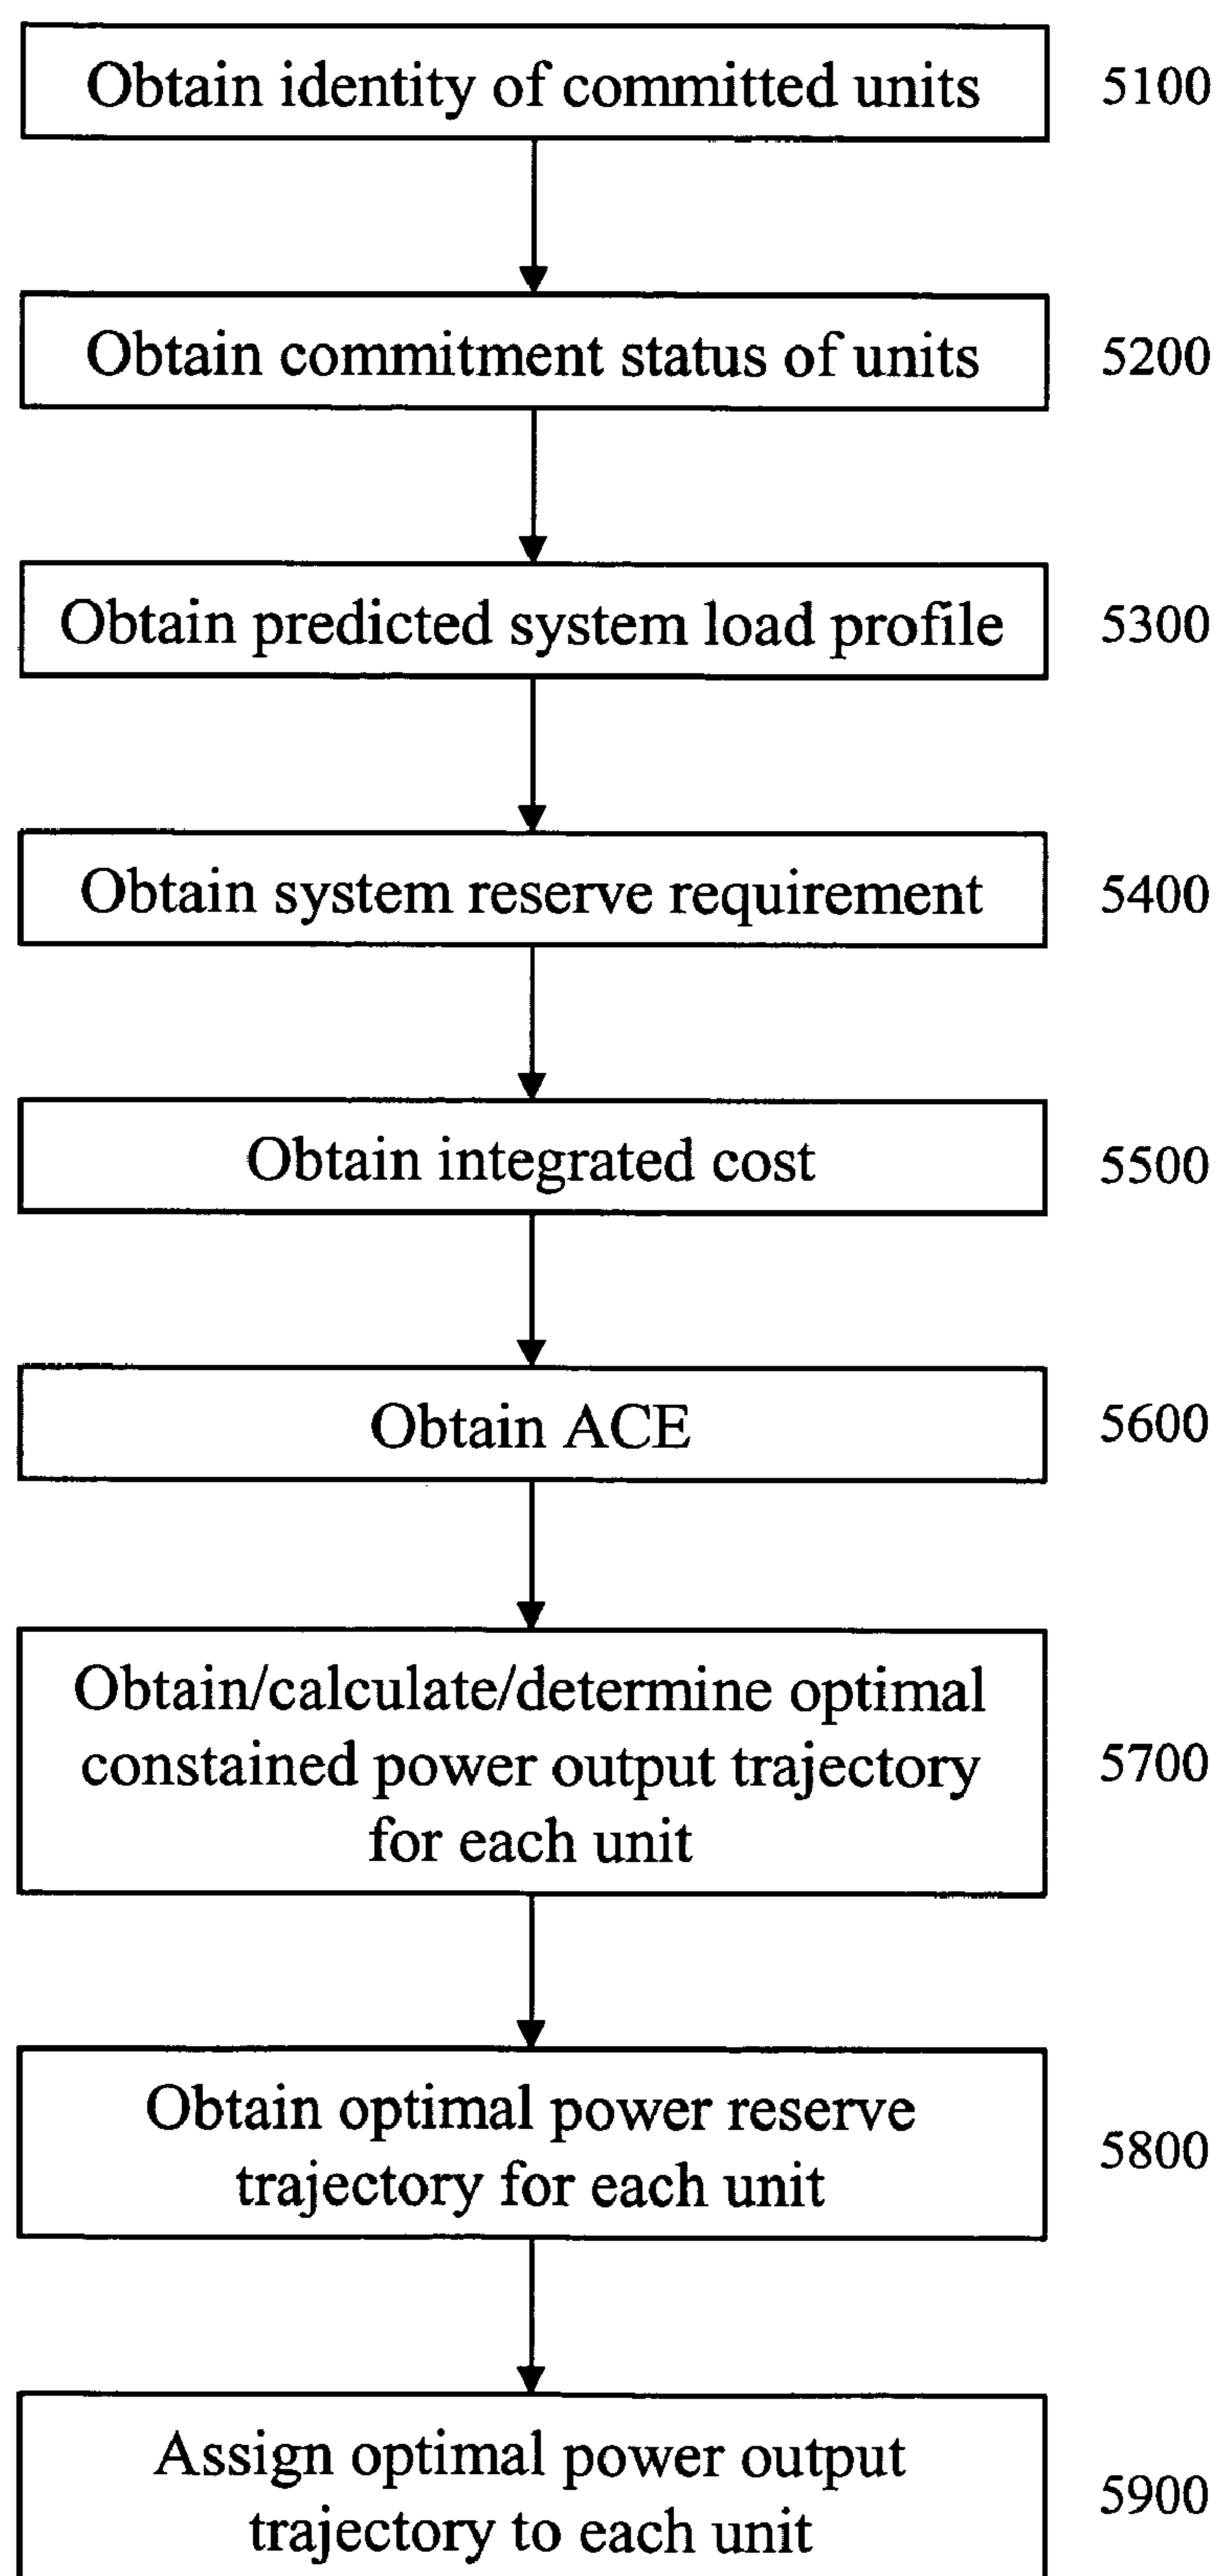 Obtain identity of committed units
5100
Obtain commitment status of units
5200
Obtain predicted system load profile
5300
Obtain system reserve requirement
5400
Obtain integrated cost
5500
Obtain ACE
5600
Obtain/calculate/determine optimal
constained power output trajectory
for each unit
5700
Obtain optimal power reserve
trajectory for each unit
5800
Assign optimal power output
trajectory to each unit
5900